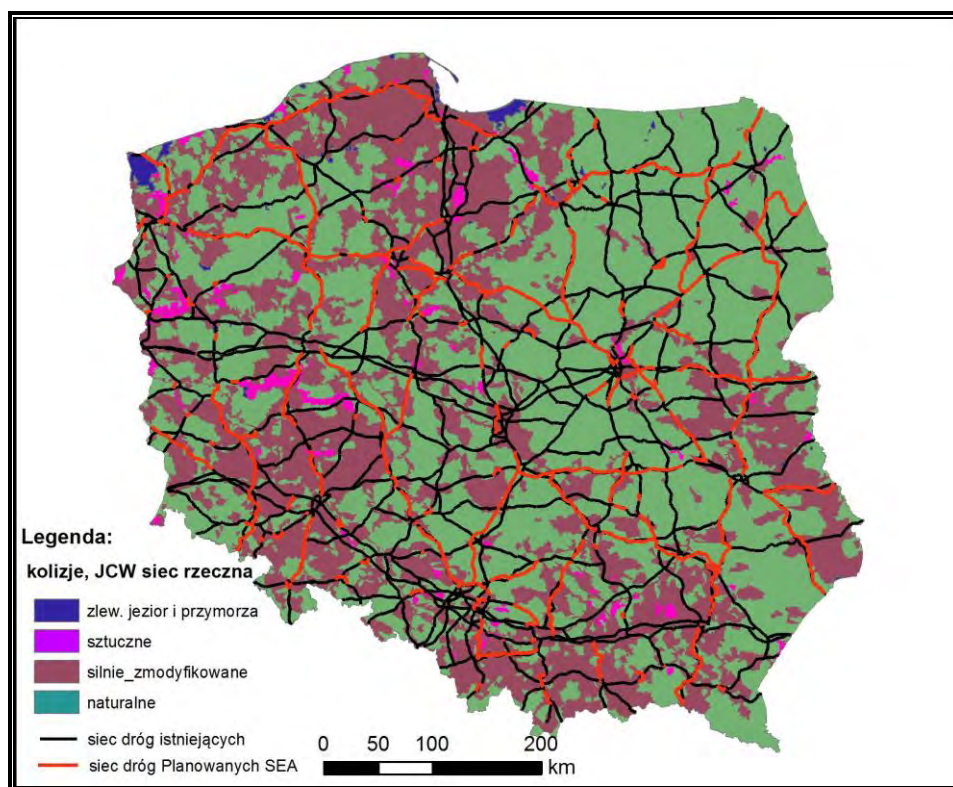 Legenda:
kolizje, JCW siec rzeczna
zlew. jezior i przymorza
sztuczne
silnie_zmodyfikowane
naturalne
siec dróg istniejących
siec dróg Planowanych SEA
0 50 100 200
km